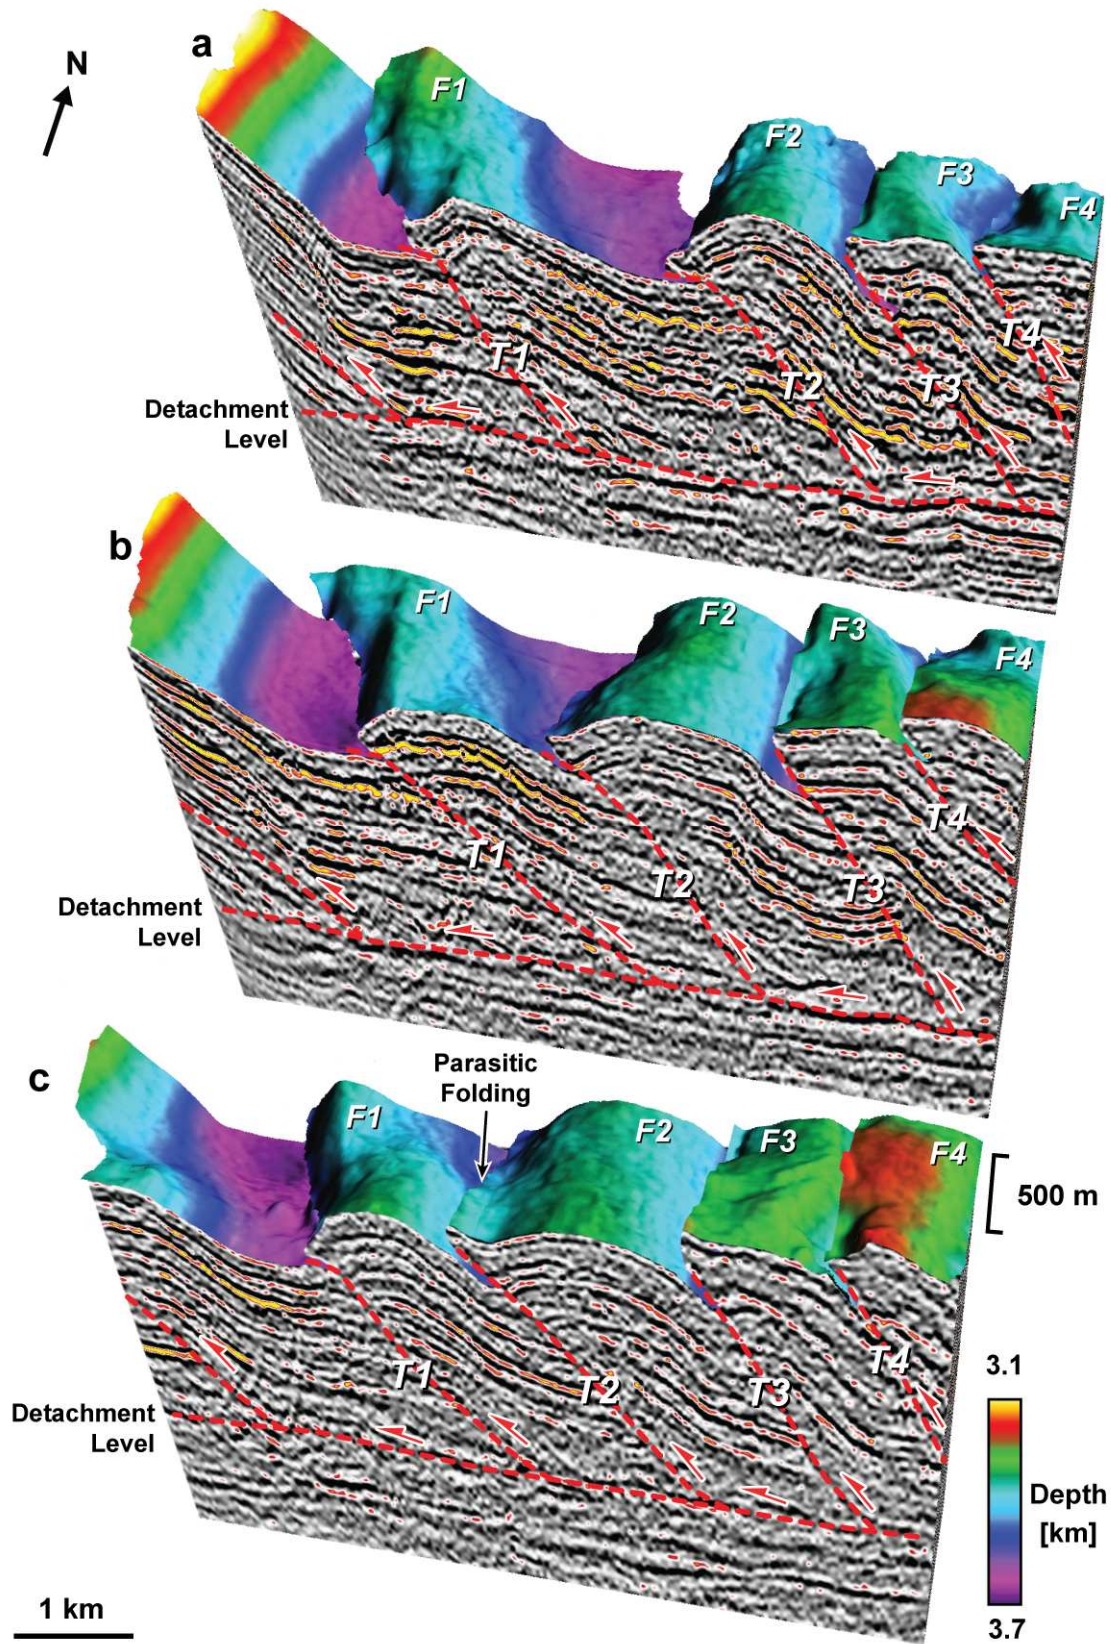 a
N
F1
F2
F3
F4
T1
T2
T3
T4
Detachment
Level
b
F1
F2
F3
F4
T1
T2
T3
T4
Detachment
Level
c
Parasitic
Folding
F1
F2
F3
F4
500 m
T1
T2
T3
T4
Detachment
Level
3.1
Depth
[km]
3.7
1 km